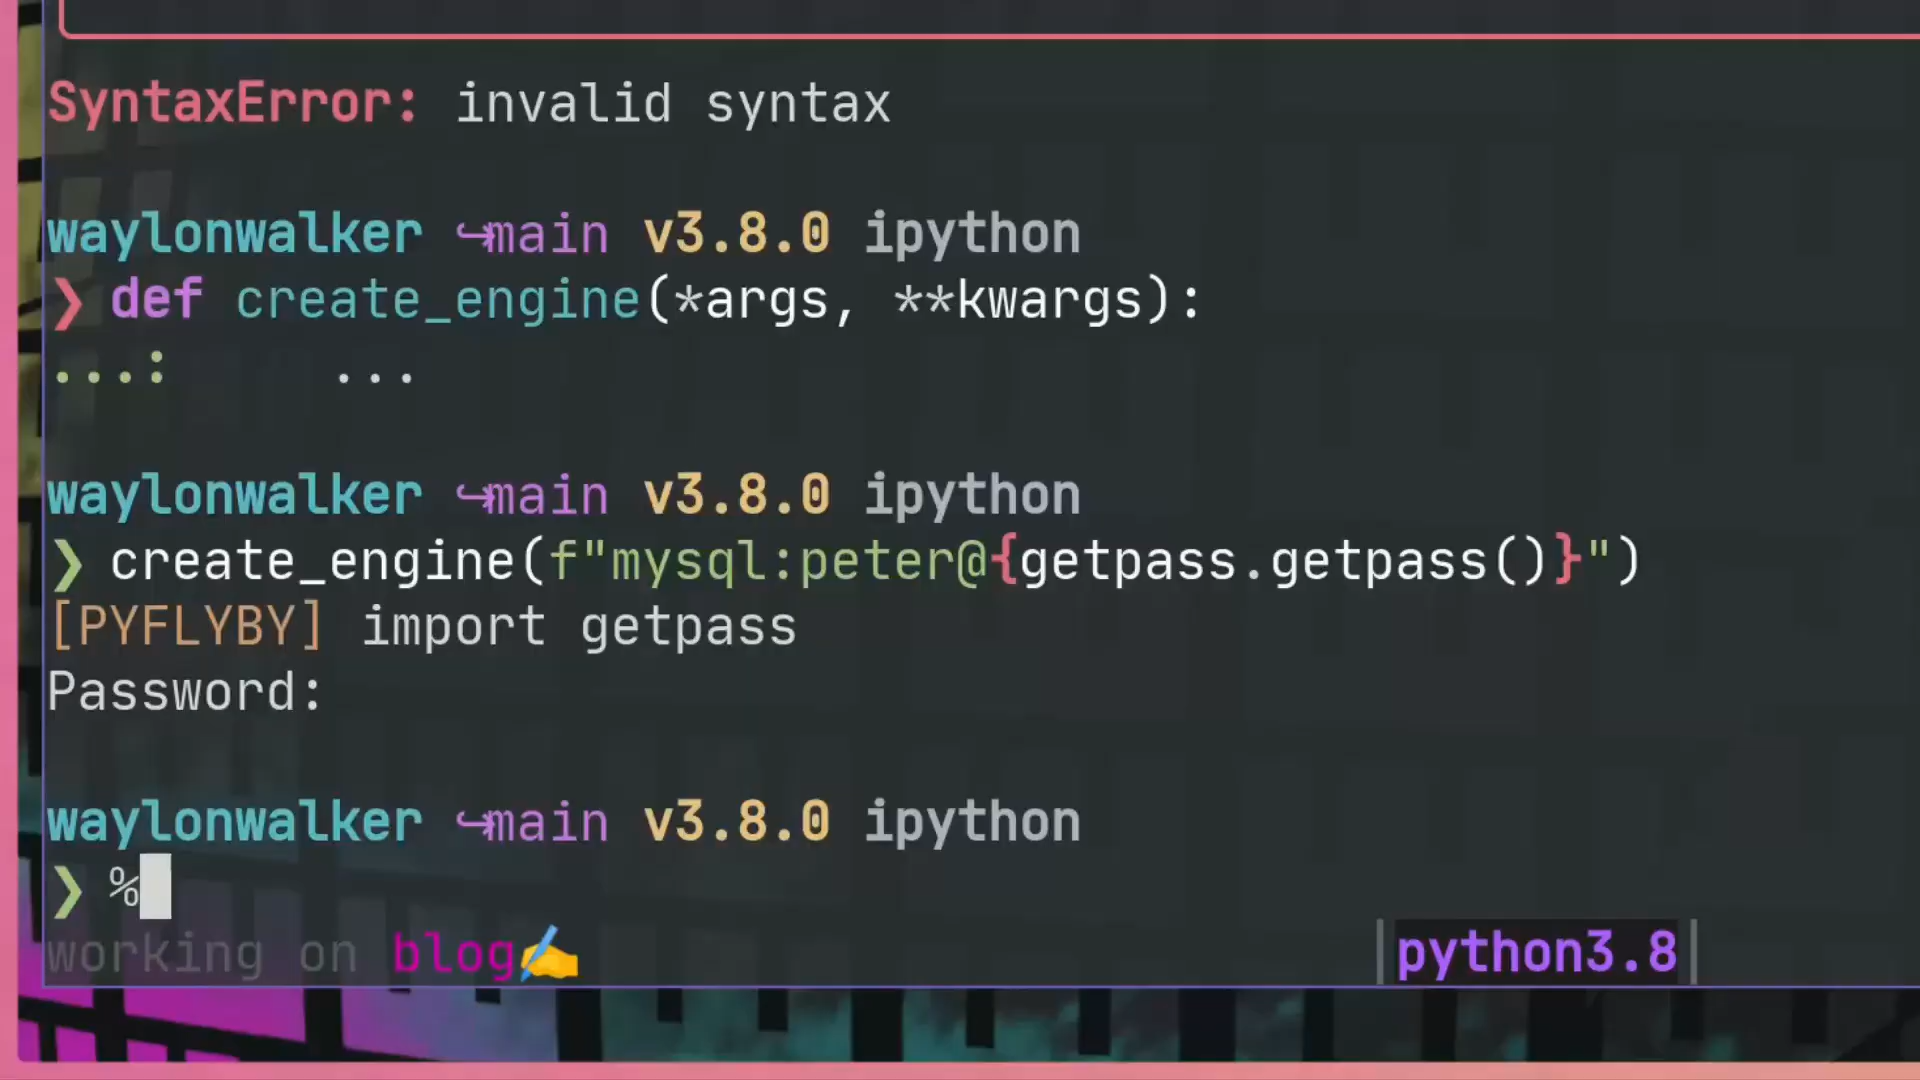 SyntaxError: invalid syntax
waylonwalker ↪main v3.8.0 ipython
❯ def create_engine(*args, **kwargs):
...:     ...
waylonwalker ↪main v3.8.0 ipython
❯ create_engine(f"mysql:peter@{getpass.getpass()}")
[PYFLYBY] import getpass
Password:
waylonwalker ↪main v3.8.0 ipython
❯ %
working on blog✍ |python3.8|